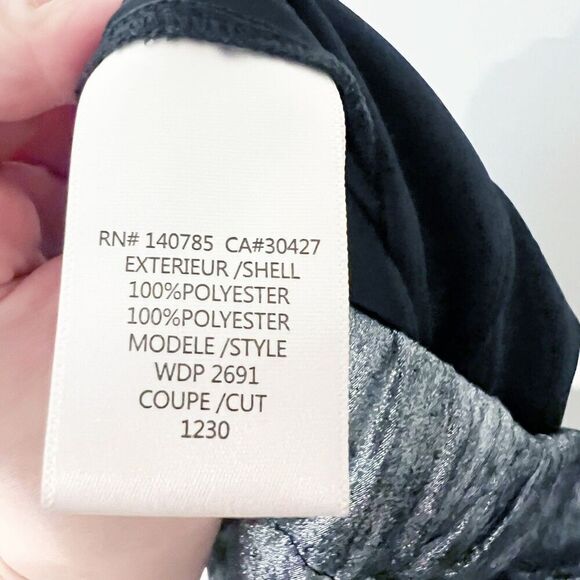 RN# 140785 CA#30427
EXTERIEUR /SHELL
100%POLYESTER
100%POLYESTER
MODELE /STYLE
WDP 2691
COUPE /CUT
1230